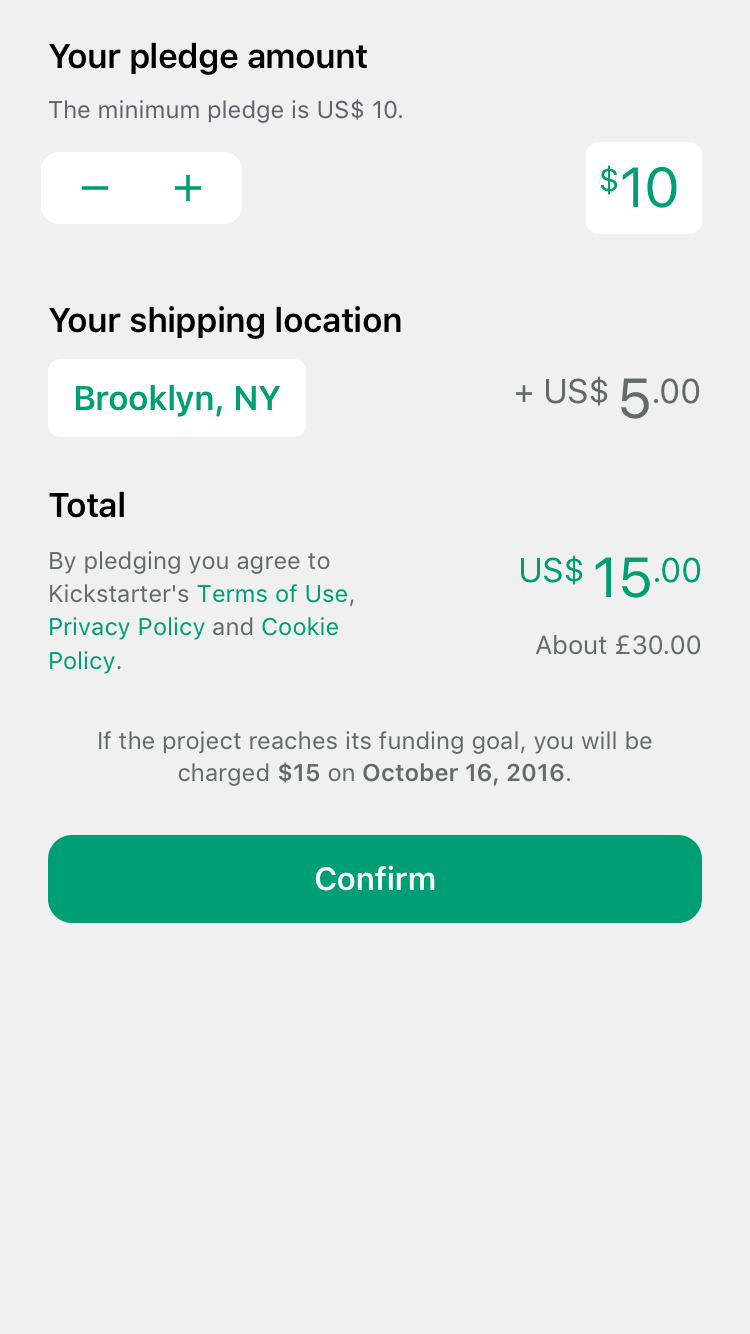 Your pledge amount
The minimum pledge is US$ 10.
− +
$10
Your shipping location
Brooklyn, NY
+ US$ 5.00
Total
By pledging you agree to
Kickstarter's Terms of Use,
Privacy Policy and Cookie
Policy.
US$ 15.00
About £30.00
If the project reaches its funding goal, you will be
charged $15 on October 16, 2016.
Confirm